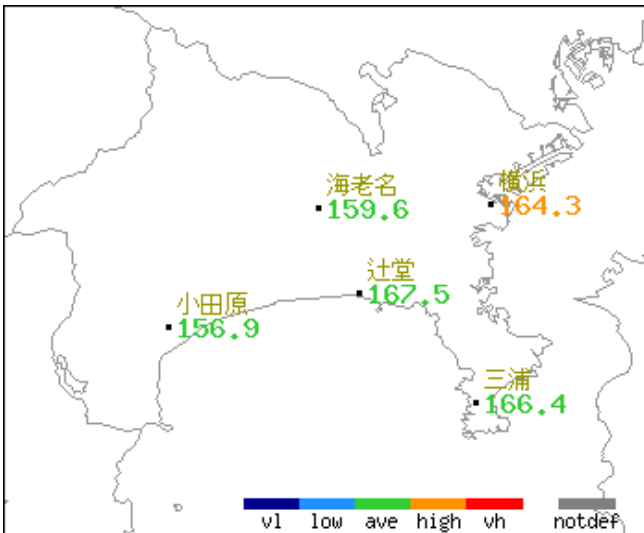 海老名
159.6
横浜
164.3
辻堂
167.5
小田原
156.9
三浦
166.4
vl low ave high vh notdef